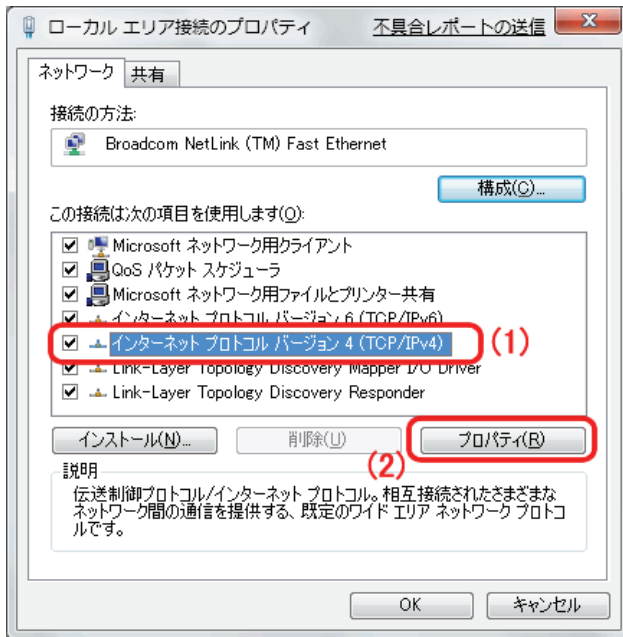 ローカル エリア接続のプロパティ
不具合レポートの送信
ネットワーク
共有
接続の方法:
Broadcom NetLink (TM) Fast Ethernet
構成(C)...
この接続は次の項目を使用します(O):
Microsoft ネットワーク用クライアント
QoS パケット スケジューラ
Microsoft ネットワーク用ファイルとプリンター共有
インターネット プロトコル バージョン 6 (TCP/IPv6)
インターネット プロトコル バージョン 4 (TCP/IPv4)
(1)
Link-Layer Topology Discovery Mapper I/O Driver
Link-Layer Topology Discovery Responder
インストール(N)...
削除(U)
プロパティ(R)
(2)
説明
伝送制御プロトコル/インターネット プロトコル。相互接続されたさまざまな
ネットワーク間の通信を提供する、既定のワイド エリア ネットワーク プロトコ
ルです。
OK
キャンセル